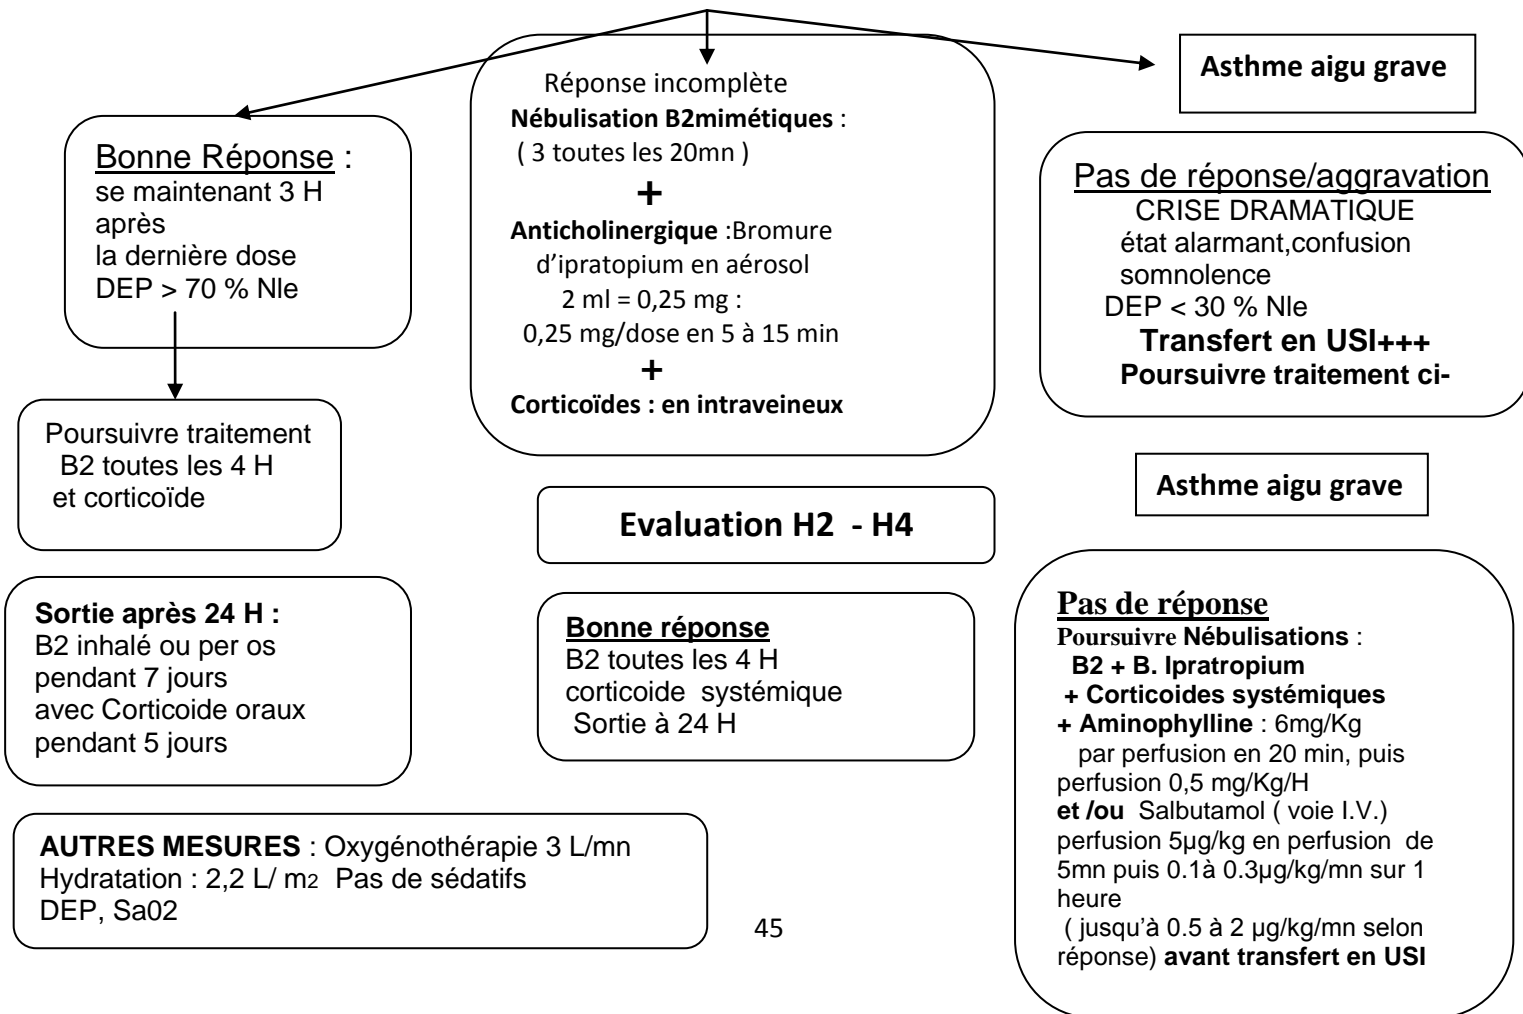 Bonne Réponse :
se maintenant 3 H
après
la dernière dose
DEP > 70 % Nle
Poursuivre traitement
B2 toutes les 4 H
et corticoïde
Sortie après 24 H :
B2 inhalé ou per os
pendant 7 jours
avec Corticoide oraux
pendant 5 jours
Réponse incomplète
Nébulisation B2mimétiques :
( 3 toutes les 20mn )
+
Anticholinergique :Bromure
d’ipratopium en aérosol
2 ml = 0,25 mg :
0,25 mg/dose en 5 à 15 min
+
Corticoïdes : en intraveineux
Evaluation H2 - H4
Bonne réponse
B2 toutes les 4 H
corticoide systémique
Sortie à 24 H
Asthme aigu grave
Pas de réponse/aggravation
CRISE DRAMATIQUE
état alarmant,confusion
somnolence
DEP < 30 % Nle
Transfert en USI+++
Poursuivre traitement ci-
Asthme aigu grave
Pas de réponse
Poursuivre Nébulisations :
B2 + B. Ipratropium
+ Corticoides systémiques
+ Aminophylline : 6mg/Kg
par perfusion en 20 min, puis
perfusion 0,5 mg/Kg/H
et /ou Salbutamol ( voie I.V.)
perfusion 5µg/kg en perfusion de
5mn puis 0.1à 0.3µg/kg/mn sur 1
heure
( jusqu’à 0.5 à 2 µg/kg/mn selon
réponse) avant transfert en USI
AUTRES MESURES : Oxygénothérapie 3 L/mn
Hydratation : 2,2 L/ m2 Pas de sédatifs
DEP, Sa02
45